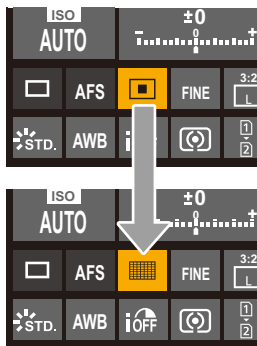 ISO ±0
AUTO
AFS FINE 3:2 L
STD. AWB i 1 2
ISO ±0
AUTO
AFS FINE 3:2 L
STD. AWB iOFF 1 2